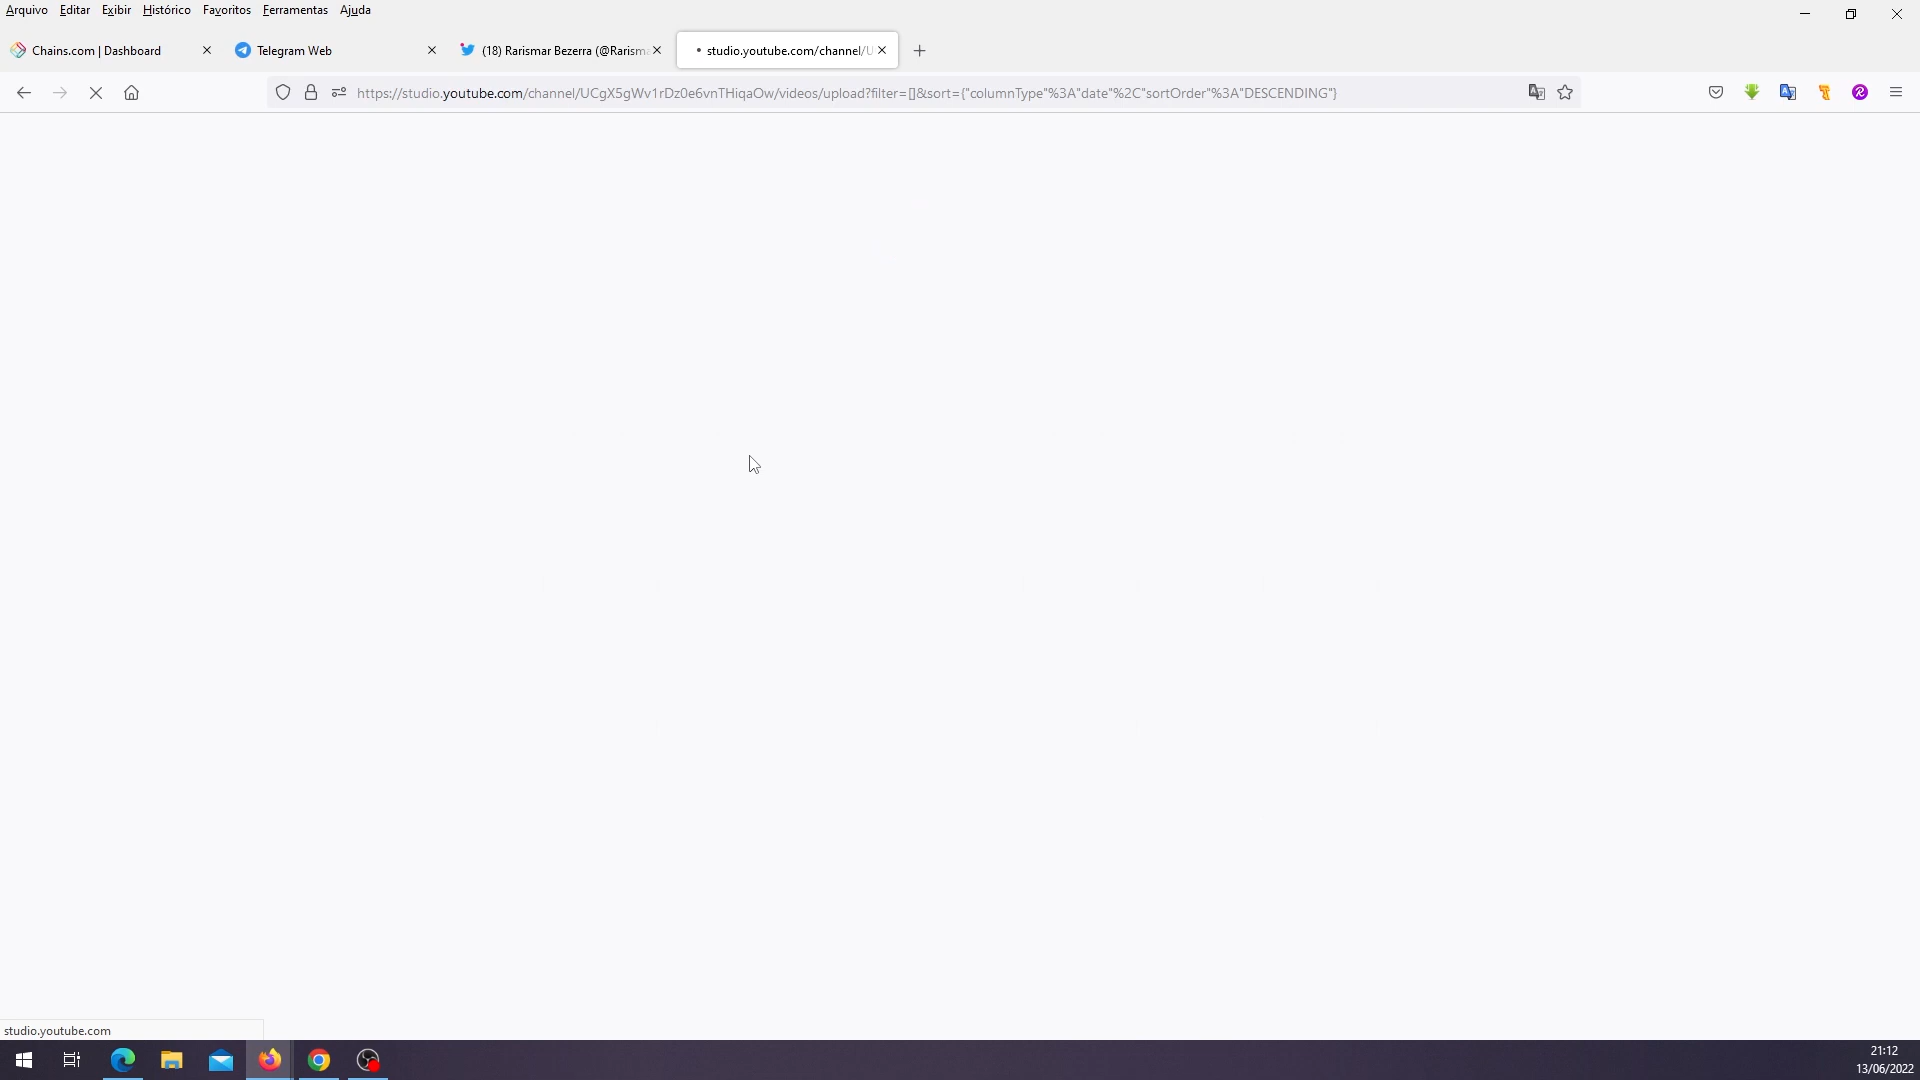 Arquivo Editar Exibir Histórico Favoritos Ferramentas Ajuda
Chains.com | Dashboard Telegram Web (18) Rarismar Bezerra (@Rarisma studio.youtube.com/channel/U
https://studio.youtube.com/channel/UCgX5gWv1rDz0e6vnTHiqaOw/videos/upload?filter=[]&sort={"columnType"%3A"date"%2C"sortOrder"%3A"DESCENDING"}
studio.youtube.com
21:12
13/06/2022